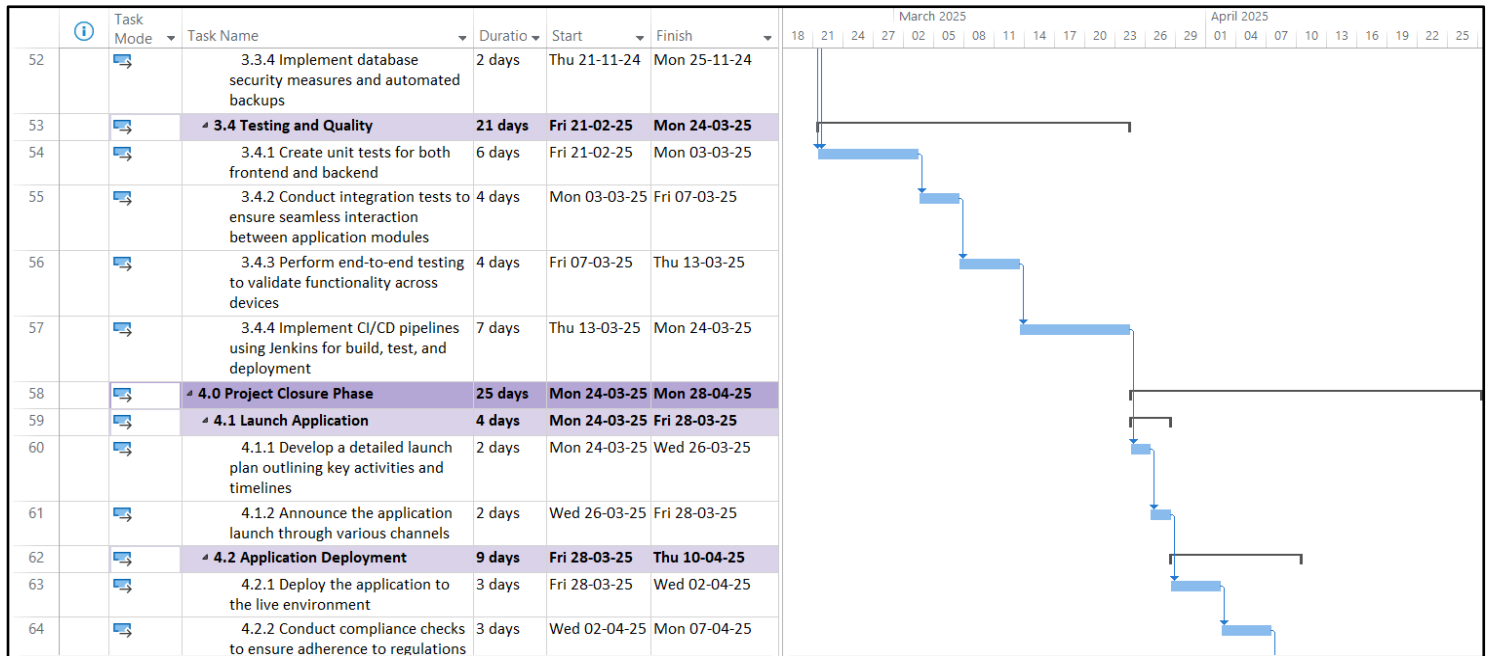 Task
Mode
Task Name
Duratio
Start
Finish
March 2025
April 2025
18 21 24 27 02 05 08 11 14 17 20 23 26 29 01 04 07 10 13 16 19 22 25
52 3.3.4 Implement database 2 days Thu 21-11-24 Mon 25-11-24
security measures and automated
backups
53 3.4 Testing and Quality 21 days Fri 21-02-25 Mon 24-03-25
54 3.4.1 Create unit tests for both 6 days Fri 21-02-25 Mon 03-03-25
frontend and backend
55 3.4.2 Conduct integration tests to 4 days Mon 03-03-25 Fri 07-03-25
ensure seamless interaction
between application modules
56 3.4.3 Perform end-to-end testing 4 days Fri 07-03-25 Thu 13-03-25
to validate functionality across
devices
57 3.4.4 Implement CI/CD pipelines 7 days Thu 13-03-25 Mon 24-03-25
using Jenkins for build, test, and
deployment
58 4.0 Project Closure Phase 25 days Mon 24-03-25 Mon 28-04-25
59 4.1 Launch Application 4 days Mon 24-03-25 Fri 28-03-25
60 4.1.1 Develop a detailed launch 2 days Mon 24-03-25 Wed 26-03-25
plan outlining key activities and
timelines
61 4.1.2 Announce the application 2 days Wed 26-03-25 Fri 28-03-25
launch through various channels
62 4.2 Application Deployment 9 days Fri 28-03-25 Thu 10-04-25
63 4.2.1 Deploy the application to 3 days Fri 28-03-25 Wed 02-04-25
the live environment
64 4.2.2 Conduct compliance checks 3 days Wed 02-04-25 Mon 07-04-25
to ensure adherence to regulations